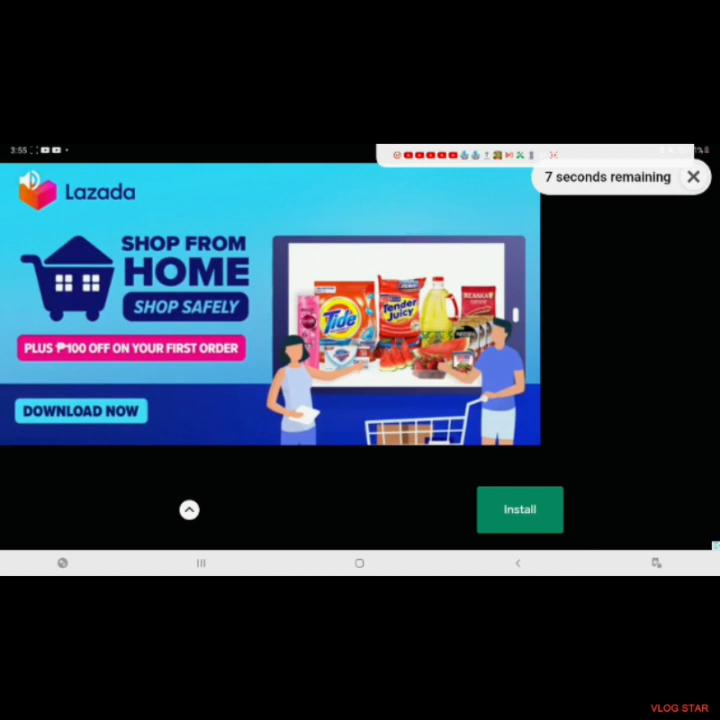 3:55
7 seconds remaining
Lazada
SHOP FROM
HOME
SHOP SAFELY
PLUS ₱100 OFF ON YOUR FIRST ORDER
DOWNLOAD NOW
Tide
Tender
Juicy
Install
VLOG STAR